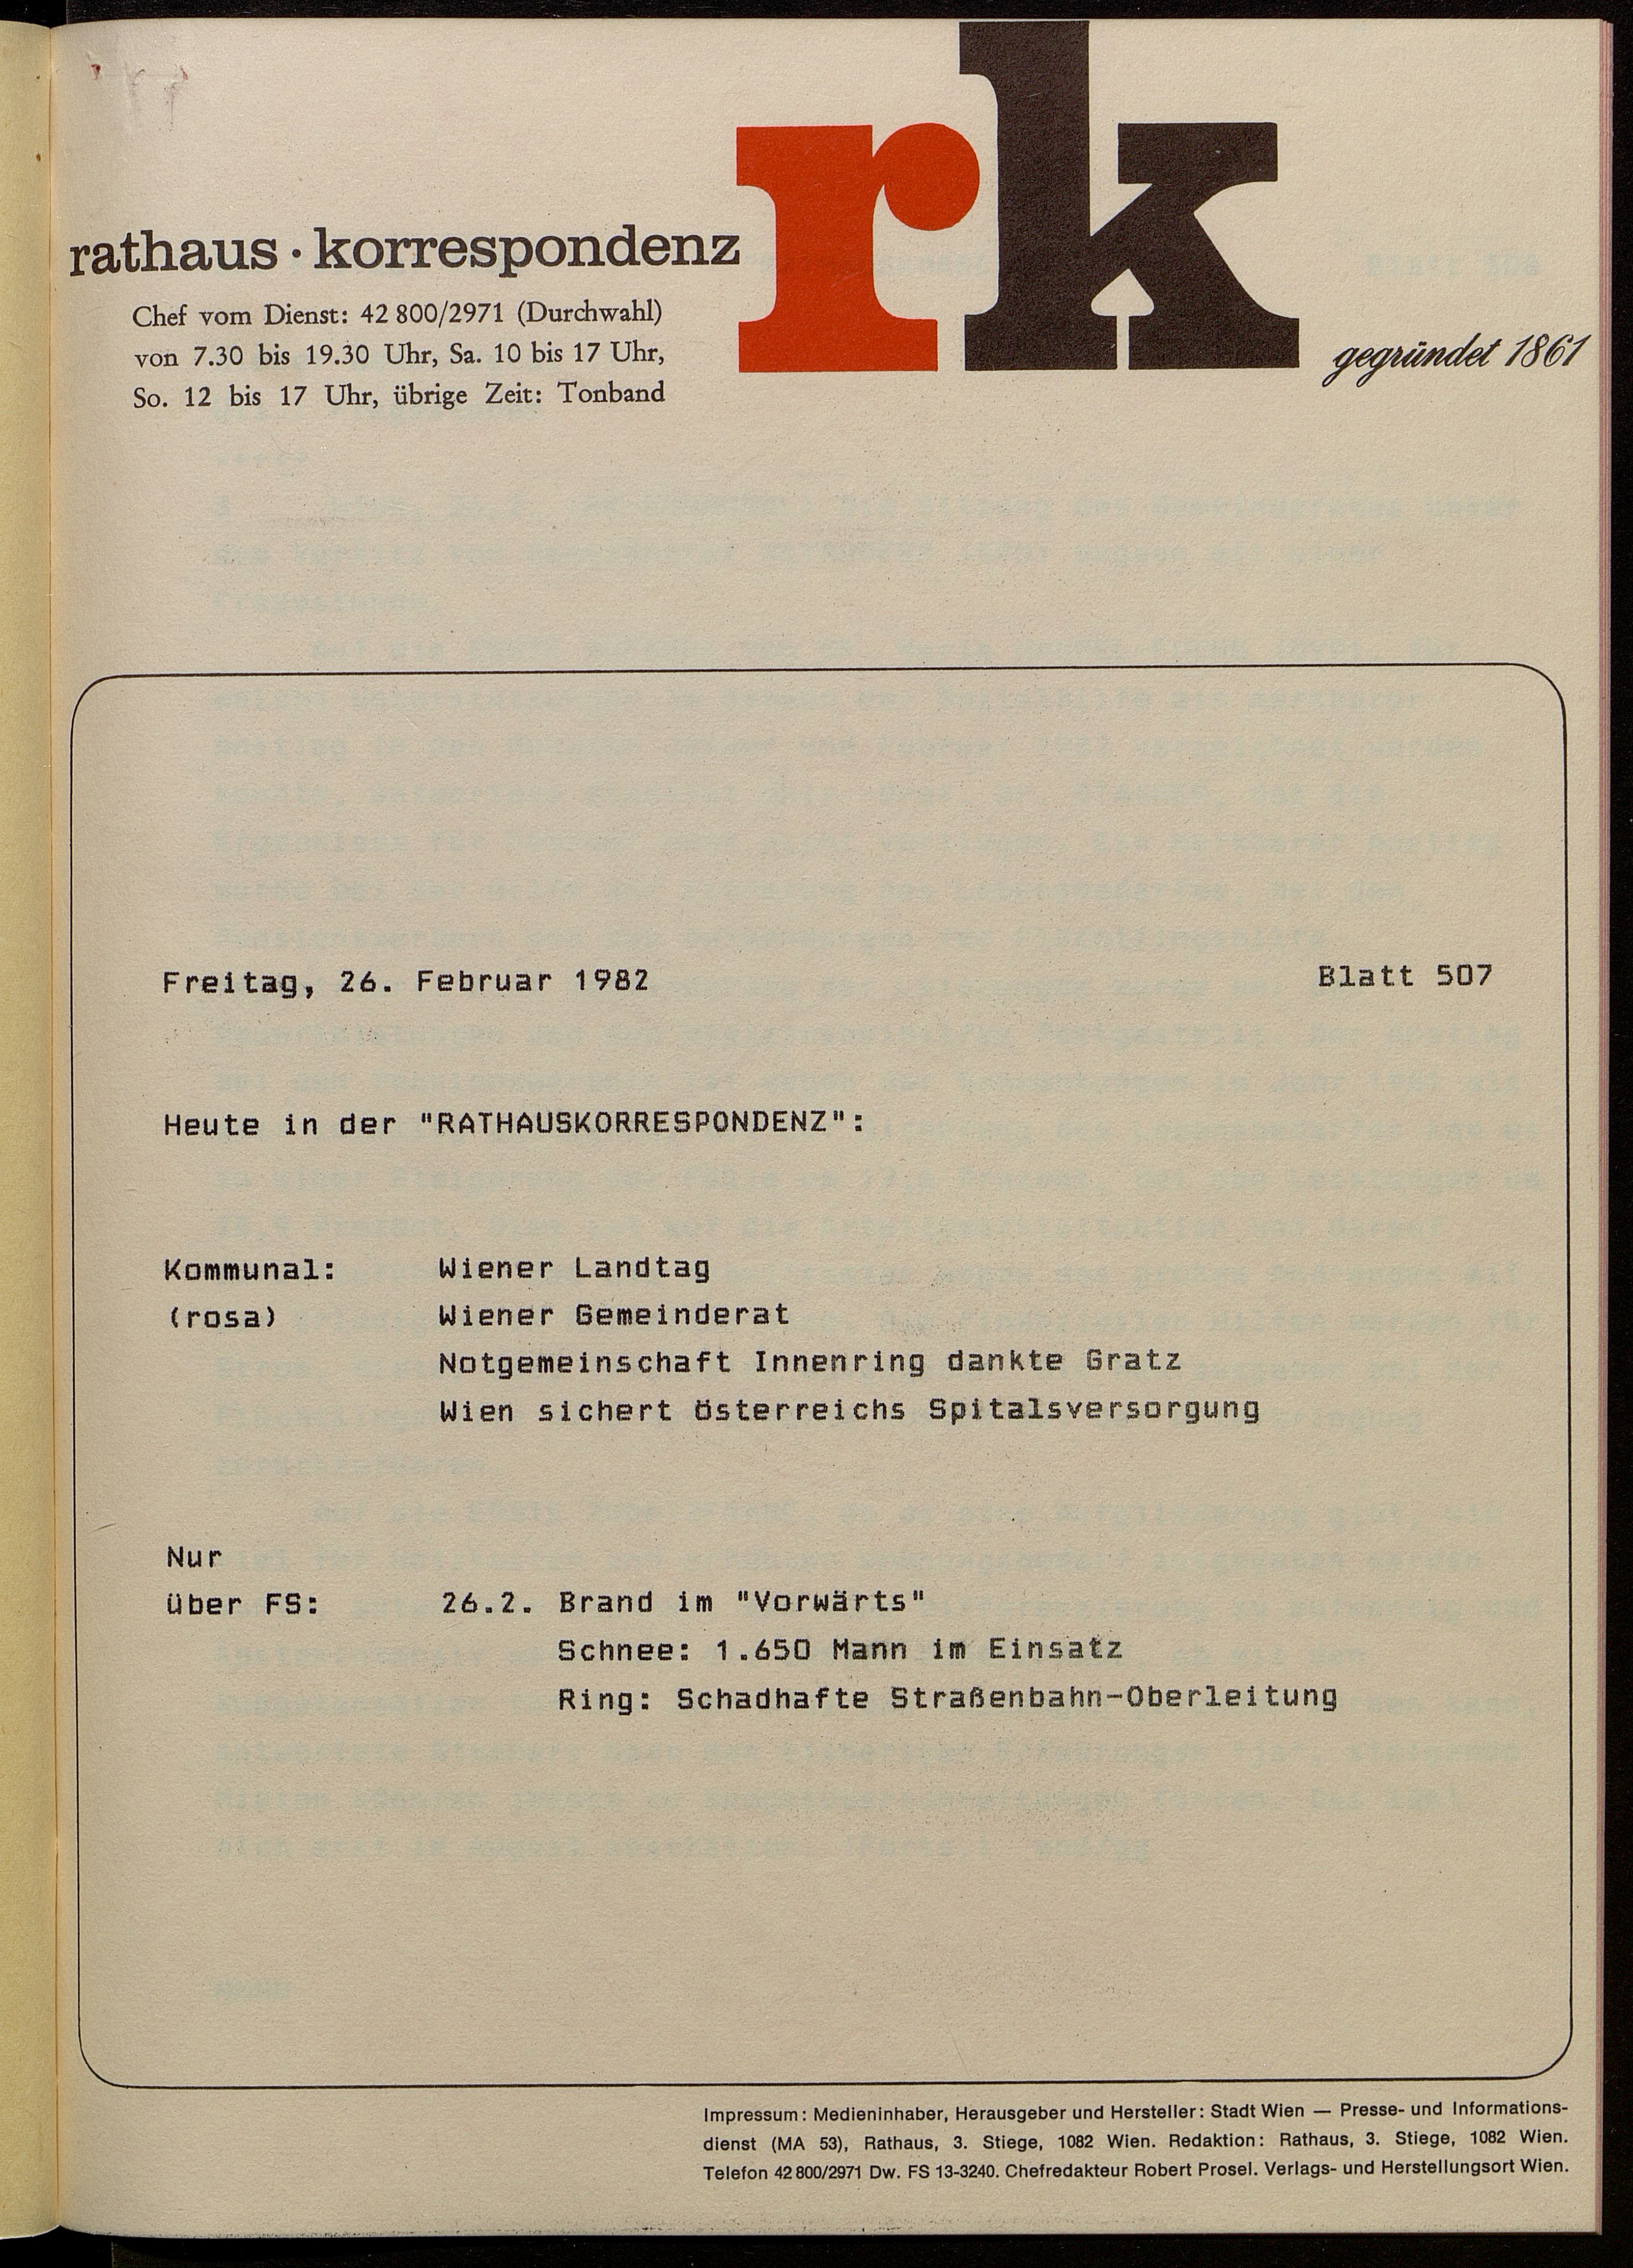 rk
rathaus · korrespondenz
Chef vom Dienst: 42 800/2971 (Durchwahl)
von 7.30 bis 19.30 Uhr, Sa. 10 bis 17 Uhr,
So. 12 bis 17 Uhr, übrige Zeit: Tonband
gegründet 1861
Freitag, 26. Februar 1982 Blatt 507
Heute in der "RATHAUSKORRESPONDENZ":
Kommunal: Wiener Landtag
(rosa) Wiener Gemeinderat
Notgemeinschaft Innenring dankte Gratz
Wien sichert österreichs Spitalsversorgung
Nur
über FS: 26.2. Brand im "Vorwärts"
Schnee: 1.650 Mann im Einsatz
Ring: Schadhafte Straßenbahn-Oberleitung
Impressum: Medieninhaber, Herausgeber und Hersteller: Stadt Wien — Presse- und Informations-
dienst (MA 53), Rathaus, 3. Stiege, 1082 Wien. Redaktion: Rathaus, 3. Stiege, 1082 Wien.
Telefon 42 800/2971 Dw. FS 13-3240. Chefredakteur Robert Prosel. Verlags- und Herstellungsort Wien.